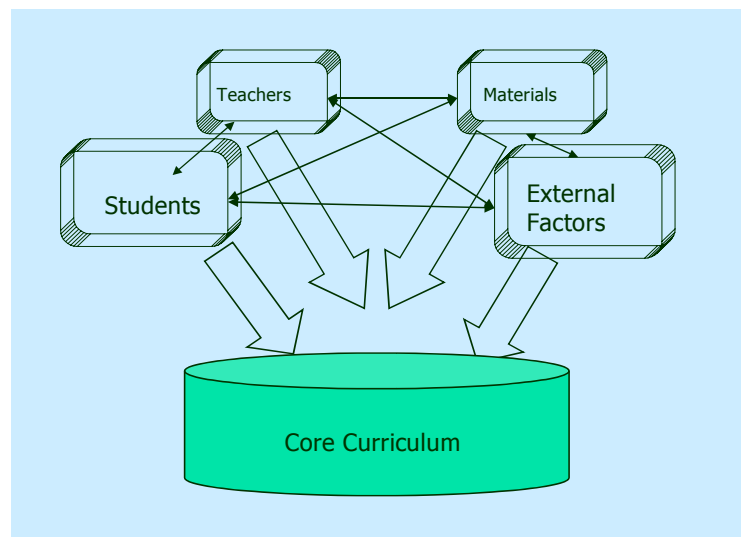 Teachers
Materials
Students
External
Factors
Core Curriculum